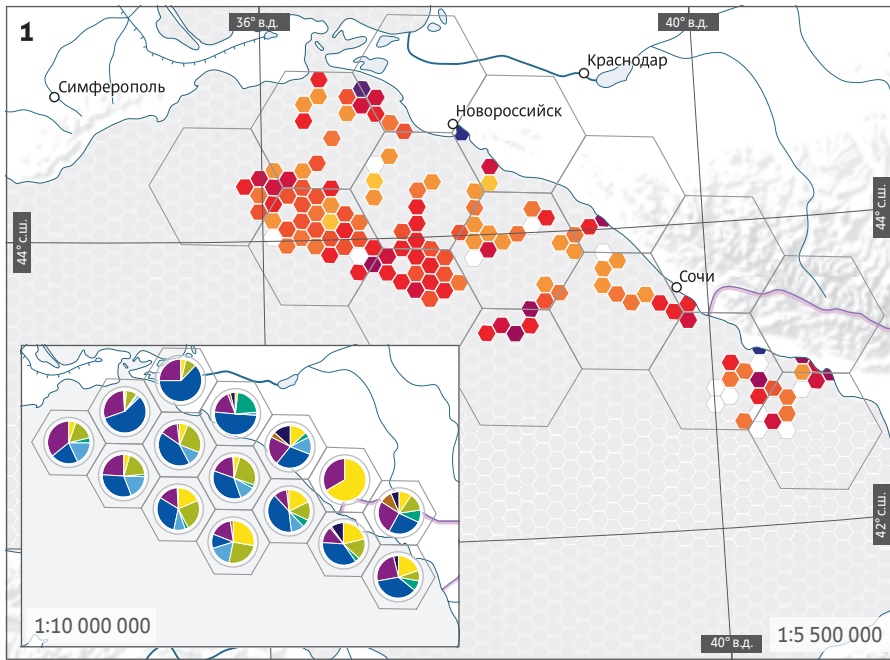 1
36° в.д.
40° в.д.
Симферополь
Краснодар
Новороссийск
44° с.ш.
44° с.ш.
Сочи
42° с.ш.
1:10 000 000
40° в.д.
1:5 500 000